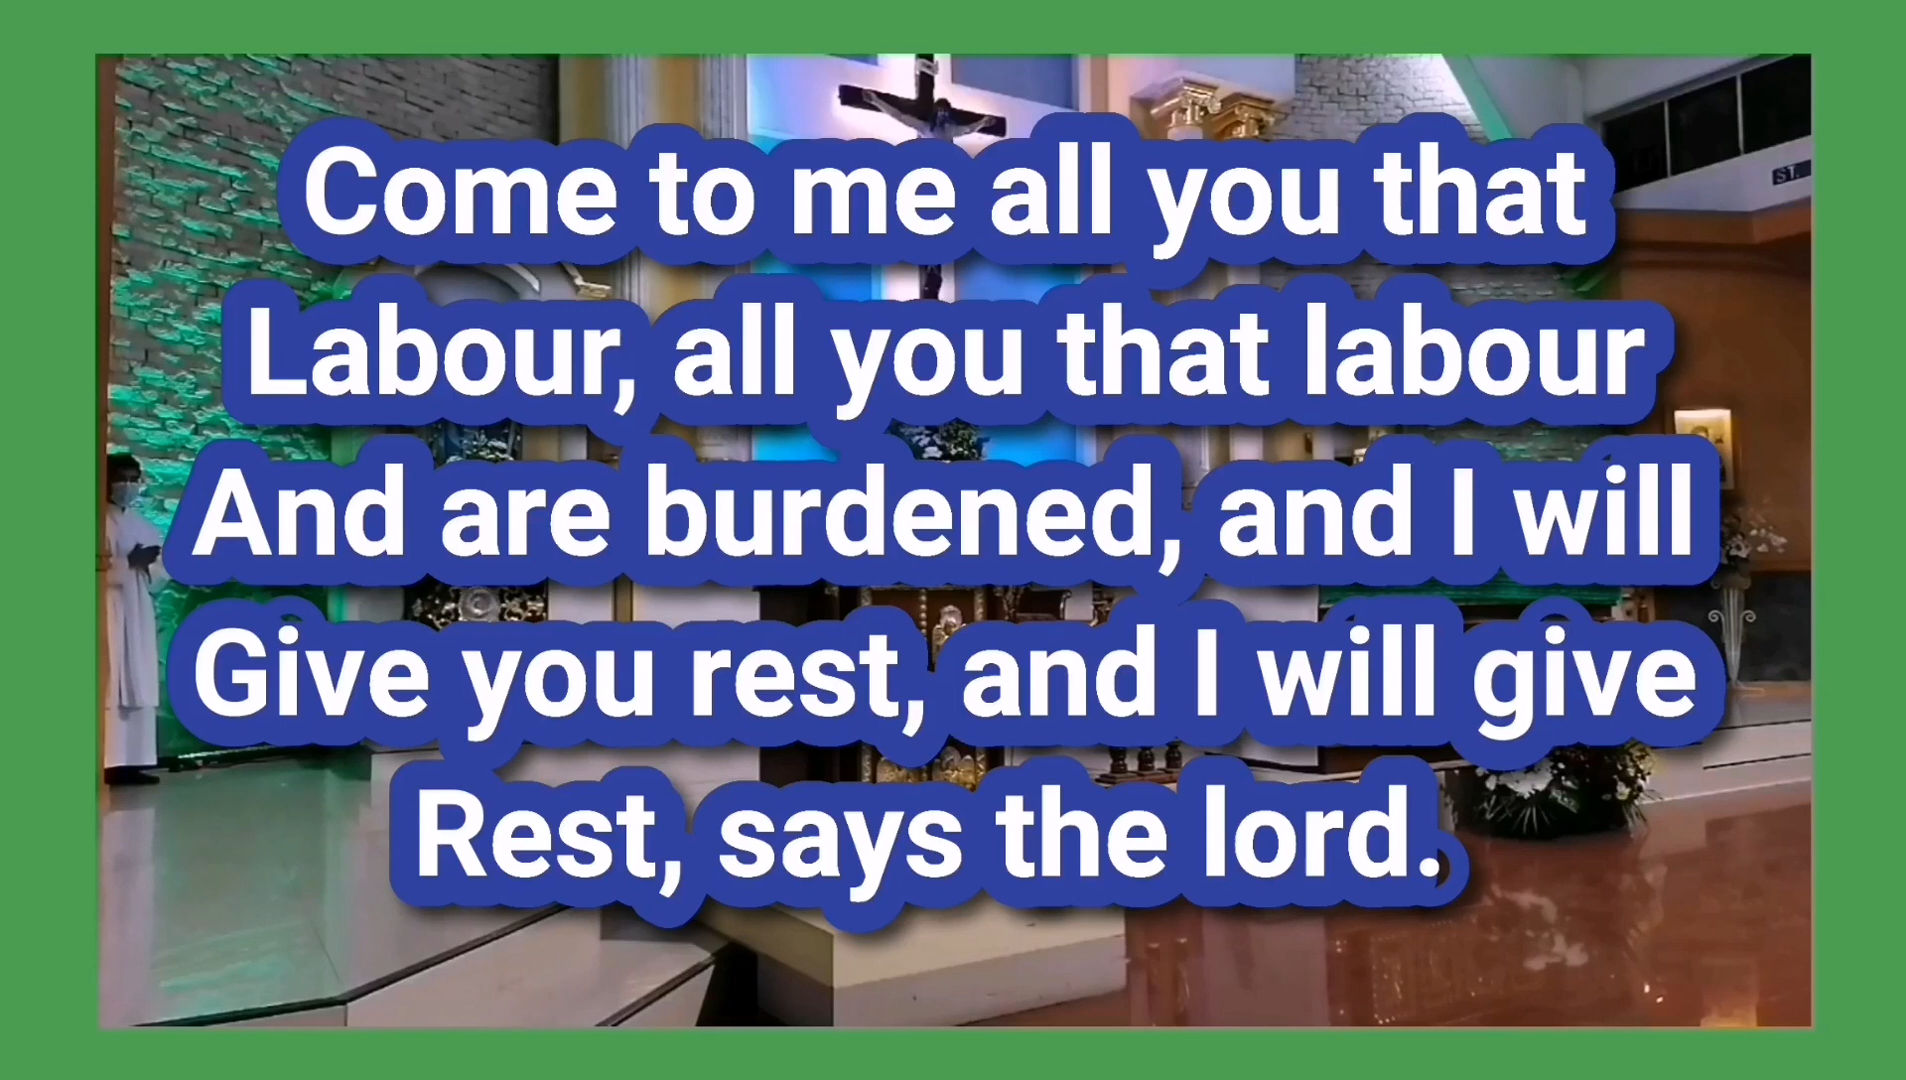 Come to me all you that
Labour, all you that labour
And are burdened, and I will
Give you rest, and I will give
Rest, says the lord.
ST.